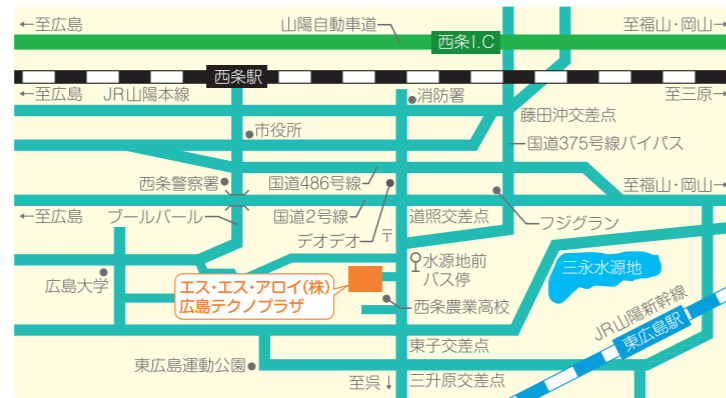 ←至広島
山陽自動車道
西条I.C
至福山・岡山→
西条駅
←至広島
JR山陽本線
消防署
至三原→
藤田沖交差点
市役所
国道375号線バイパス
西条警察署
国道486号線
至福山・岡山→
←至広島
ブールバール
国道2号線
道照交差点
フジグラン
デオデオ
〒
水源地前
バス停
三永水源地
広島大学
エス・エス・アロイ(株)
広島テクノプラザ
西条農業高校
JR山陽新幹線
東広島駅
東子交差点
東広島運動公園
至呉↓
三升原交差点